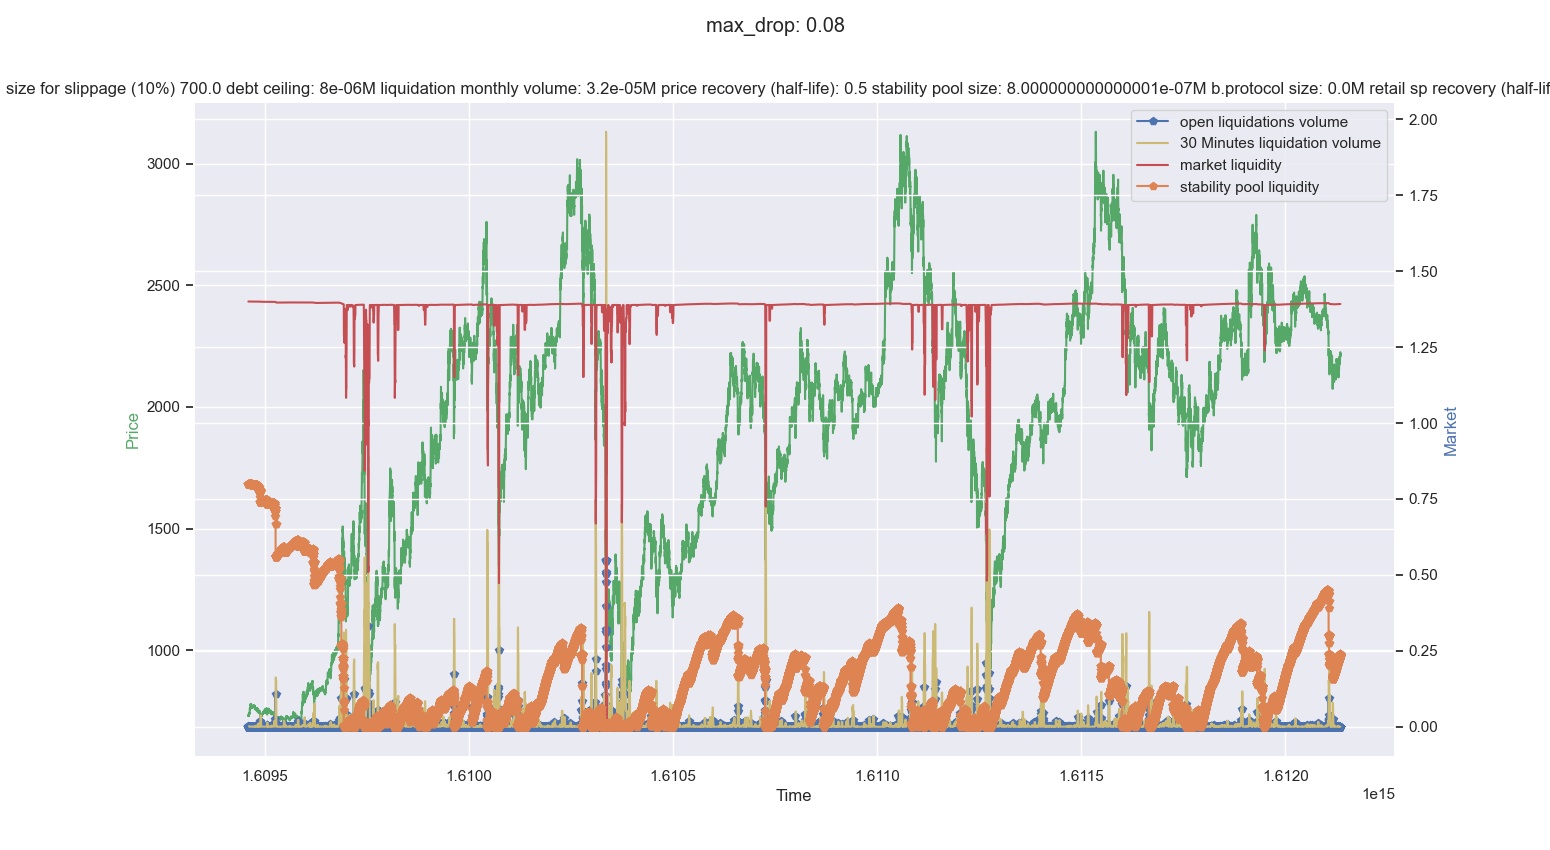 max_drop: 0.08
size for slippage (10%) 700.0 debt ceiling: 8e-06M liquidation monthly volume: 3.2e-05M price recovery (half-life): 0.5 stability pool size: 8.000000000000001e-07M b.protocol size: 0.0M retail sp recovery (half-lif
open liquidations volume
30 Minutes liquidation volume
market liquidity
stability pool liquidity
3000
2500
2000
1500
1000
Price
2.00
1.75
1.50
1.25
1.00
0.75
0.50
0.25
0.00
Market
1.6095 1.6100 1.6105 1.6110 1.6115 1.6120
Time
1e15